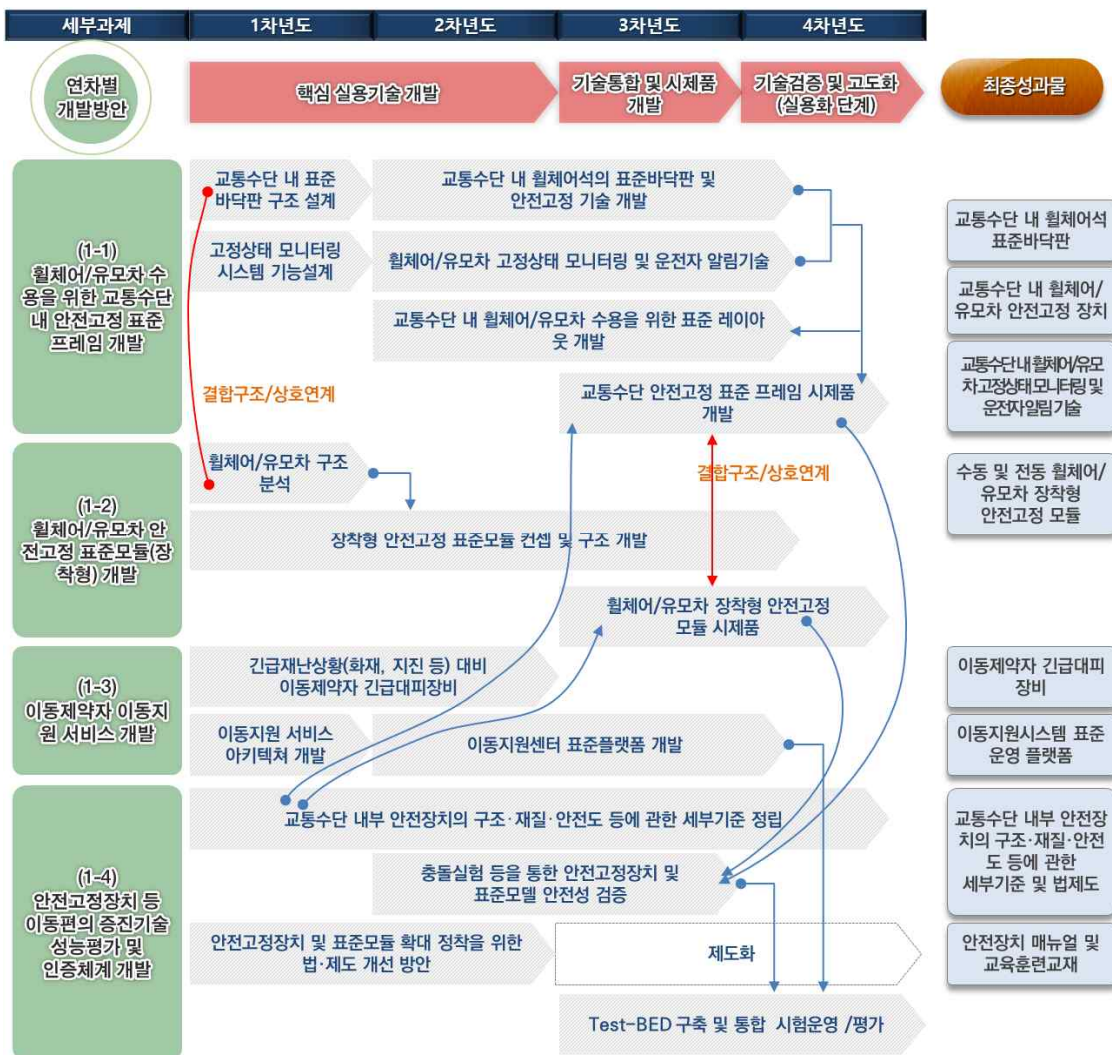 세부과제
1차년도
2차년도
3차년도
4차년도
연차별
개발방안
핵심 실용기술 개발
기술통합 및 시제품
개발
기술검증 및 고도화
(실용화 단계)
최종성과물
(1-1)
휠체어/유모차 수
용을 위한 교통수단
내 안전고정 표준
프레임 개발
교통수단 내 표준
바닥판 구조 설계
교통수단 내 휠체어석의 표준바닥판 및
안전고정 기술 개발
고정상태 모니터링
시스템 기능설계
휠체어/유모차 고정상태 모니터링 및 운전자 알림기술
교통수단 내 휠체어/유모차 수용을 위한 표준 레이아
웃 개발
교통수단 안전고정 표준 프레임 시제품
개발
결합구조/상호연계
교통수단 내 휠체어석
표준바닥판
교통수단 내 휠체어/
유모차 안전고정 장치
교통수단 내 휠체어/유모
차 고정상태 모니터링 및
운전자 알림 기술
(1-2)
휠체어/유모차 안
전고정 표준모듈(장
착형) 개발
휠체어/유모차 구조
분석
결합구조/상호연계
장착형 안전고정 표준모듈 컨셉 및 구조 개발
휠체어/유모차 장착형 안전고정
모듈 시제품
수동 및 전동 휠체어/
유모차 장착형
안전고정 모듈
(1-3)
이동제약자 이동지
원 서비스 개발
긴급재난상황(화재, 지진 등) 대비
이동제약자 긴급대피장비
이동지원 서비스
아키텍쳐 개발
이동지원센터 표준플랫폼 개발
이동제약자 긴급대피
장비
이동지원시스템 표준
운영 플랫폼
(1-4)
안전고정장치 등
이동편의 증진기술
성능평가 및
인증체계 개발
교통수단 내부 안전장치의 구조·재질·안전도 등에 관한 세부기준 정립
충돌실험 등을 통한 안전고정장치 및
표준모델 안전성 검증
안전고정장치 및 표준모듈 확대 정착을 위한
법·제도 개선 방안
제도화
Test-BED 구축 및 통합 시험운영 /평가
교통수단 내부 안전장
치의 구조·재질·안전
도 등에 관한
세부기준 및 법제도
안전장치 매뉴얼 및
교육훈련교재